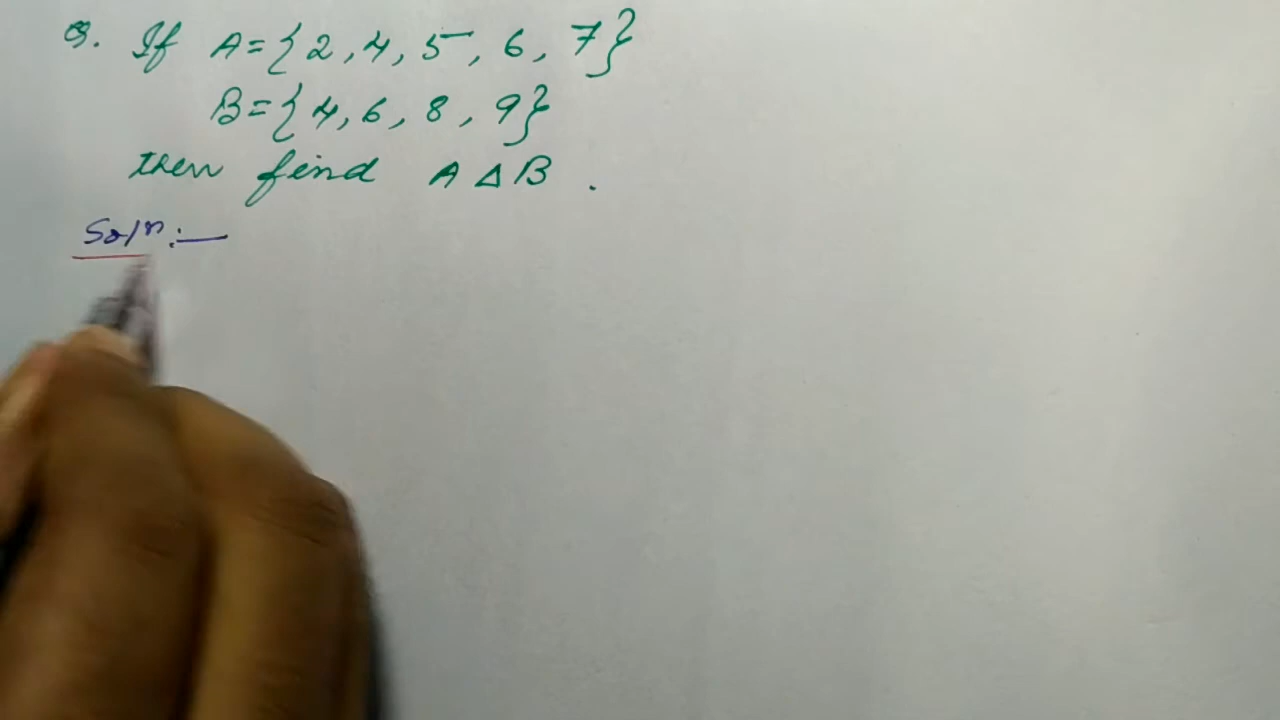 Q. If A={2,4,5,6,7}
B={4,6,8,9}
then find A Δ B.
Soln:—